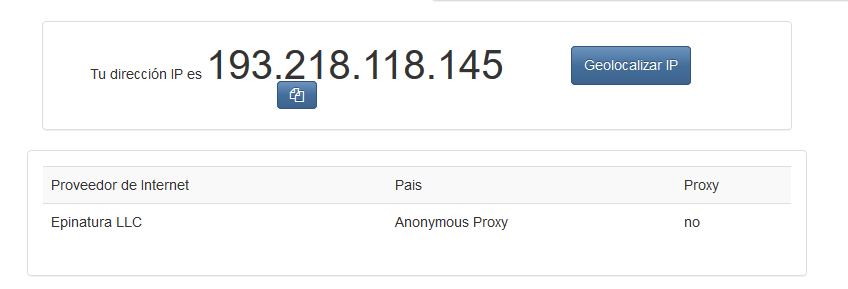 Tu dirección IP es 193.218.118.145
Geolocalizar IP
Proveedor de Internet Pais Proxy
Epinatura LLC Anonymous Proxy no